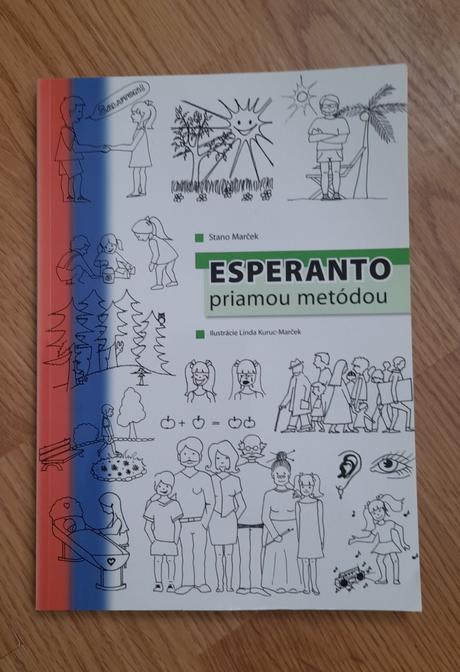 Stano Marček
ESPERANTO
priamou metódou
Ilustrácie Linda Kuruc-Marček
+ =